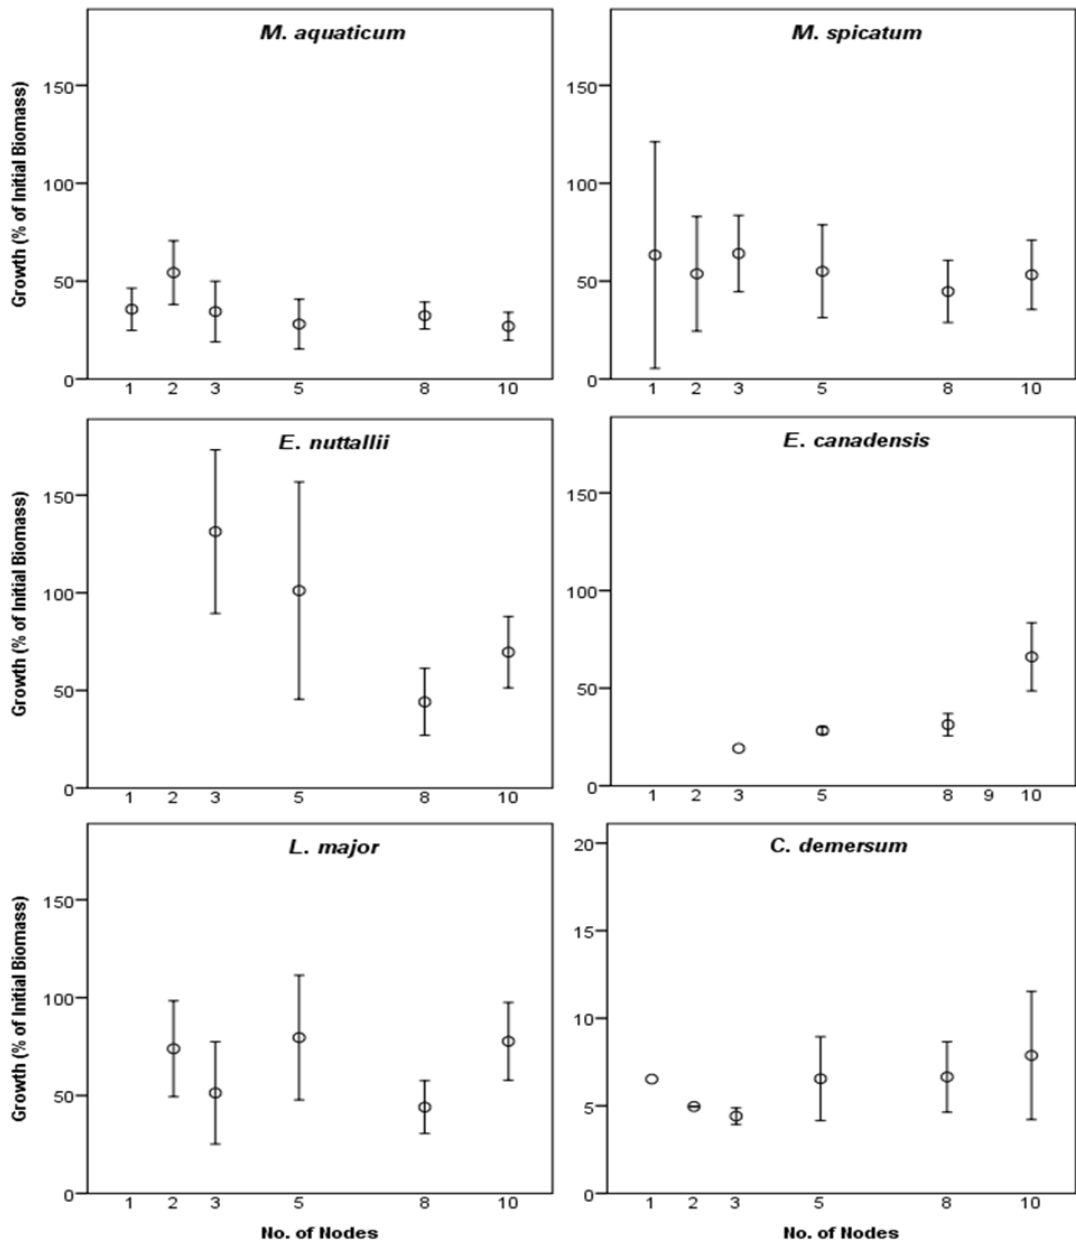 M. aquaticum
Growth (% of Initial Biomass)
150
100
50
0
1 2 3 5 8 10
M. spicatum
150
100
50
0
1 2 3 5 8 10
E. nuttallii
Growth (% of Initial Biomass)
150
100
50
0
1 2 3 5 8 10
E. canadensis
150
100
50
0
1 2 3 5 8 9 10
L. major
Growth (% of Initial Biomass)
150
100
50
0
1 2 3 5 8 10
No. of Nodes
C. demersum
20
15
10
5
0
1 2 3 5 8 10
No. of Nodes